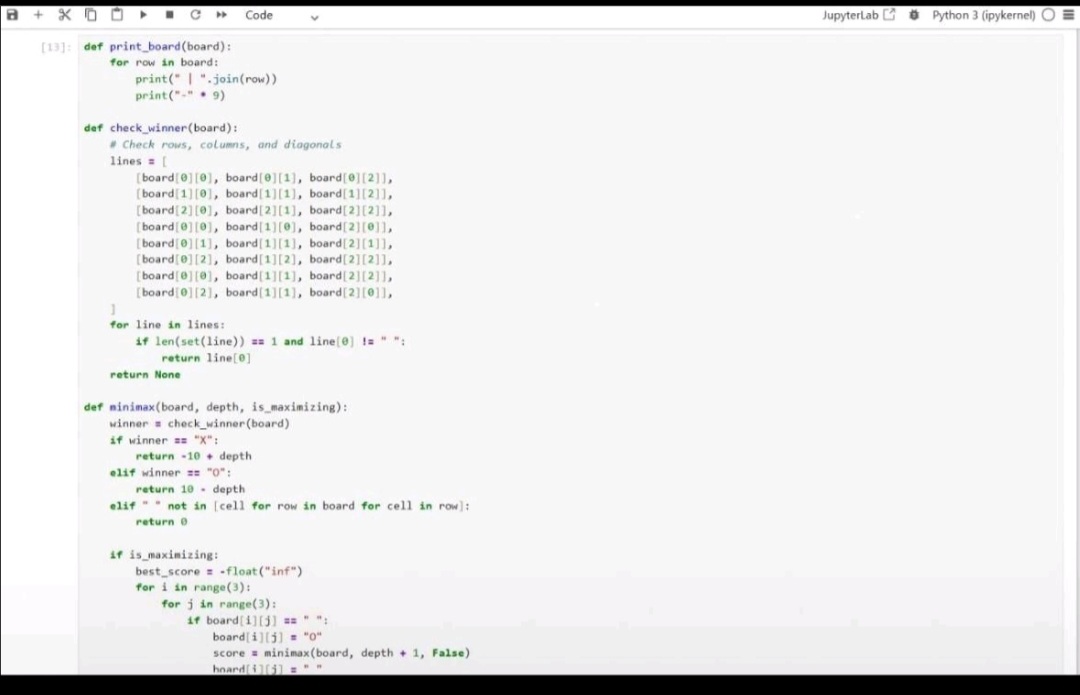 Code
JupyterLab
Python 3 (ipykernel)
[13]:
def print_board(board):
    for row in board:
        print(" | ".join(row))
        print("-" * 9)

def check_winner(board):
    # Check rows, columns, and diagonals
    lines = [
        [board[0][0], board[0][1], board[0][2]],
        [board[1][0], board[1][1], board[1][2]],
        [board[2][0], board[2][1], board[2][2]],
        [board[0][0], board[1][0], board[2][0]],
        [board[0][1], board[1][1], board[2][1]],
        [board[0][2], board[1][2], board[2][2]],
        [board[0][0], board[1][1], board[2][2]],
        [board[0][2], board[1][1], board[2][0]],
    ]
    for line in lines:
        if len(set(line)) == 1 and line[0] != " ":
            return line[0]
    return None

def minimax(board, depth, is_maximizing):
    winner = check_winner(board)
    if winner == "X":
        return -10 + depth
    elif winner == "O":
        return 10 - depth
    elif " " not in [cell for row in board for cell in row]:
        return 0

    if is_maximizing:
        best_score = -float("inf")
        for i in range(3):
            for j in range(3):
                if board[i][j] == " ":
                    board[i][j] = "O"
                    score = minimax(board, depth + 1, False)
                    board[i][j] = " "